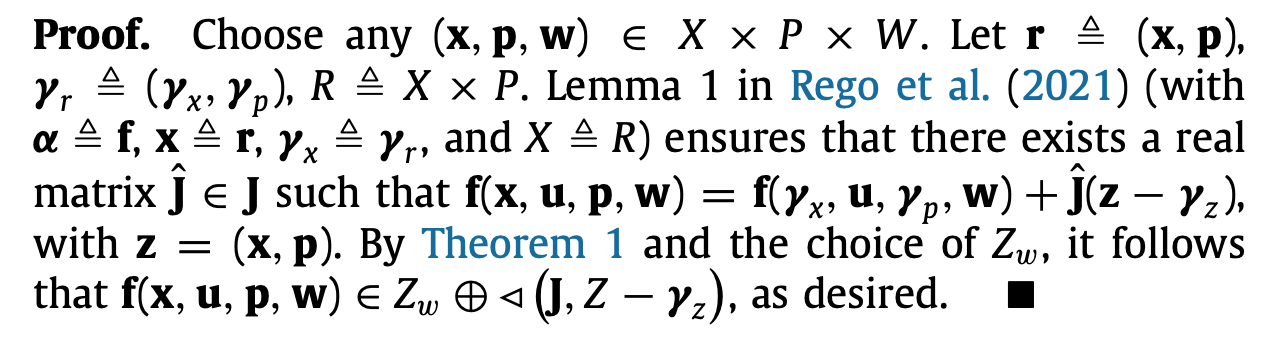 Proof. Choose any (x, p, w) ∈ X × P × W. Let r ≜ (x, p),
γ_r ≜ (γ_x, γ_p), R ≜ X × P. Lemma 1 in Rego et al. (2021) (with
α ≜ f, x ≜ r, γ_x ≜ γ_r, and X ≜ R) ensures that there exists a real
matrix Ĵ ∈ J such that f(x, u, p, w) = f(γ_x, u, γ_p, w) + Ĵ(z − γ_z),
with z = (x, p). By Theorem 1 and the choice of Z_w, it follows
that f(x, u, p, w) ∈ Z_w ⊕ ◃ (J, Z − γ_z), as desired. ■